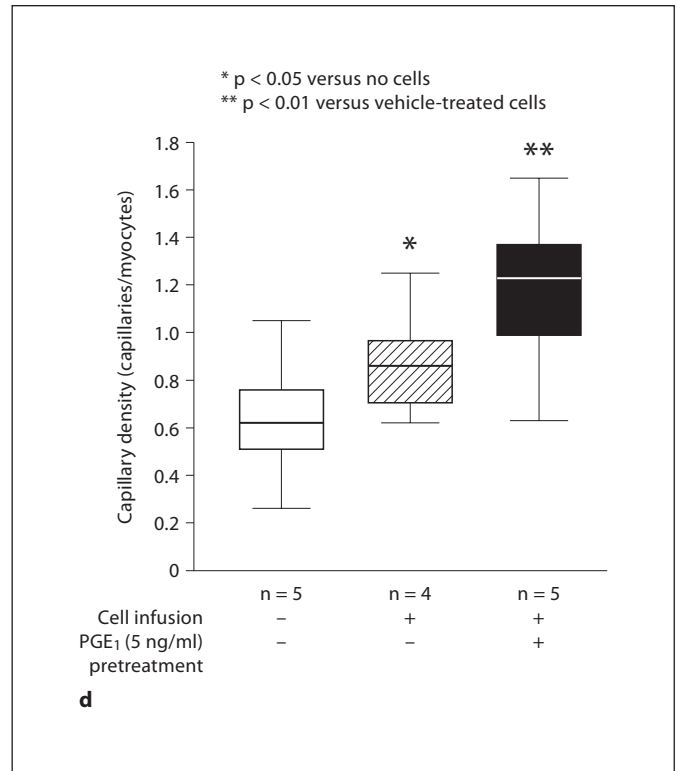 * p < 0.05 versus no cells
** p < 0.01 versus vehicle-treated cells
Capillary density (capillaries/myocytes)
1.8
1.6
1.4
1.2
1.0
0.8
0.6
0.4
0.2
0
*
**
n = 5 n = 4 n = 5
Cell infusion – + +
PGE₁ (5 ng/ml) – – +
pretreatment
d